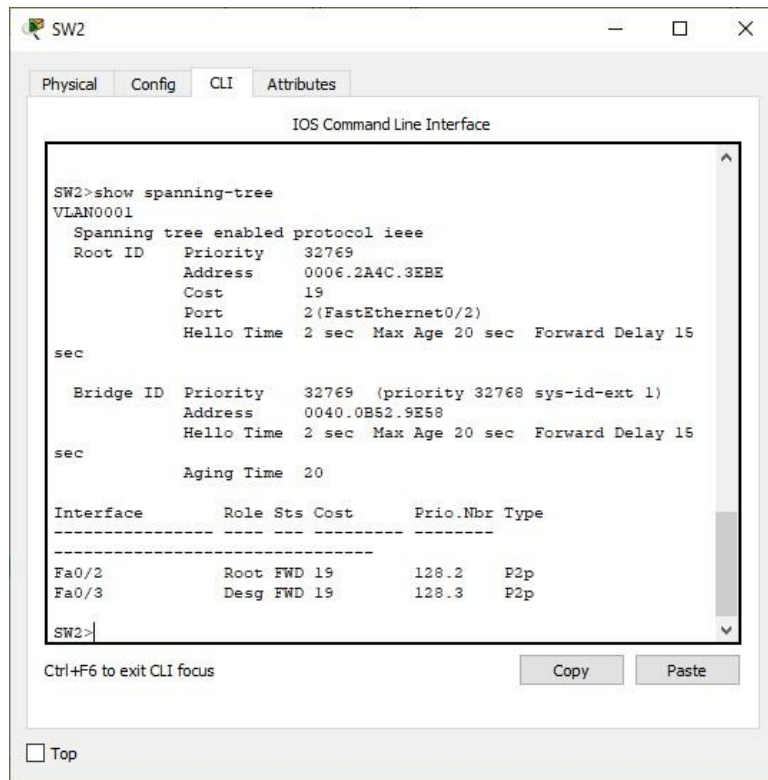 SW2
Physical Config CLI Attributes
IOS Command Line Interface
SW2>show spanning-tree
VLAN0001
  Spanning tree enabled protocol ieee
  Root ID    Priority    32769
             Address     0006.2A4C.3EBE
             Cost        19
             Port        2(FastEthernet0/2)
             Hello Time  2 sec  Max Age 20 sec  Forward Delay 15
sec
  Bridge ID  Priority    32769  (priority 32768 sys-id-ext 1)
             Address     0040.0B52.9E58
             Hello Time  2 sec  Max Age 20 sec  Forward Delay 15
sec
             Aging Time  20
Interface        Role Sts Cost      Prio.Nbr Type
---------------- ---- --- --------- --------
--------------------------------
Fa0/2            Root FWD 19        128.2    P2p
Fa0/3            Desg FWD 19        128.3    P2p
SW2>
Ctrl+F6 to exit CLI focus
Copy Paste
Top